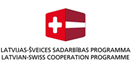 LATVIJAS–ŠVEICES SADARBĪBAS PROGRAMMA
LATVIAN–SWISS COOPERATION PROGRAMME